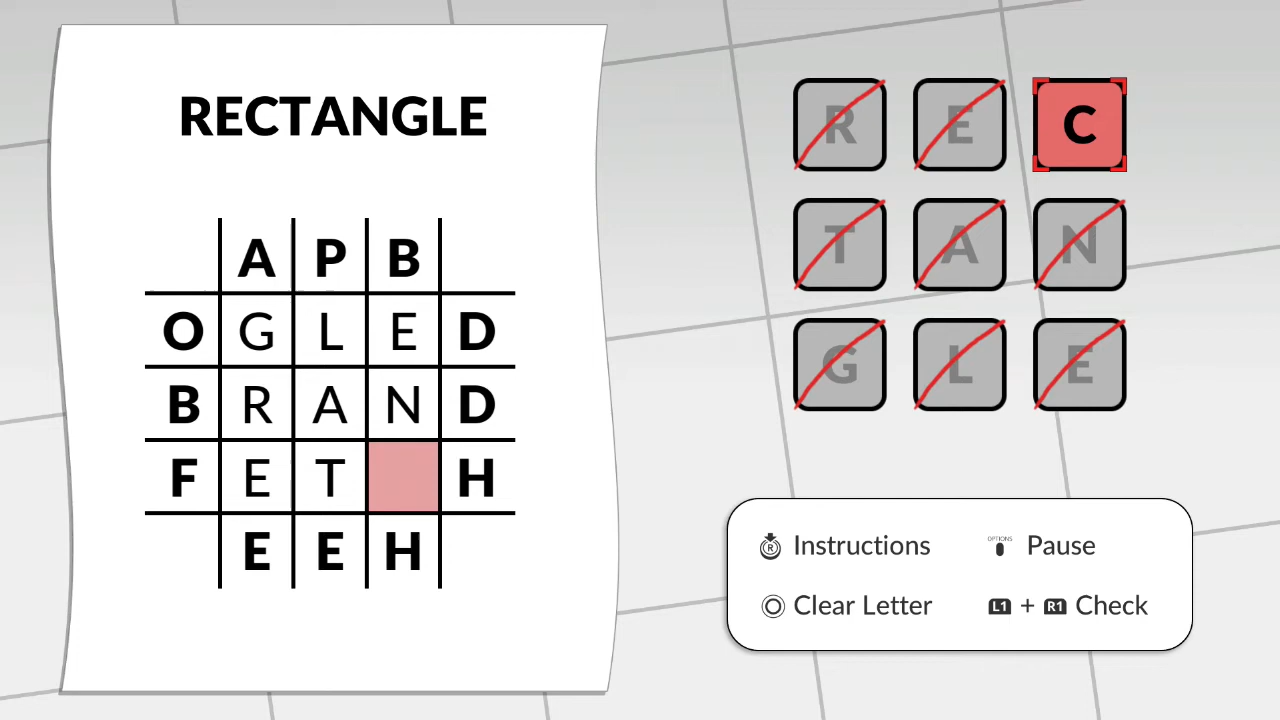 RECTANGLE
A P B
O G L E D
B R A N D
F E T H
E E H
R E C
T A N
G L E
R Instructions
OPTIONS Pause
Clear Letter
L1 + R1 Check